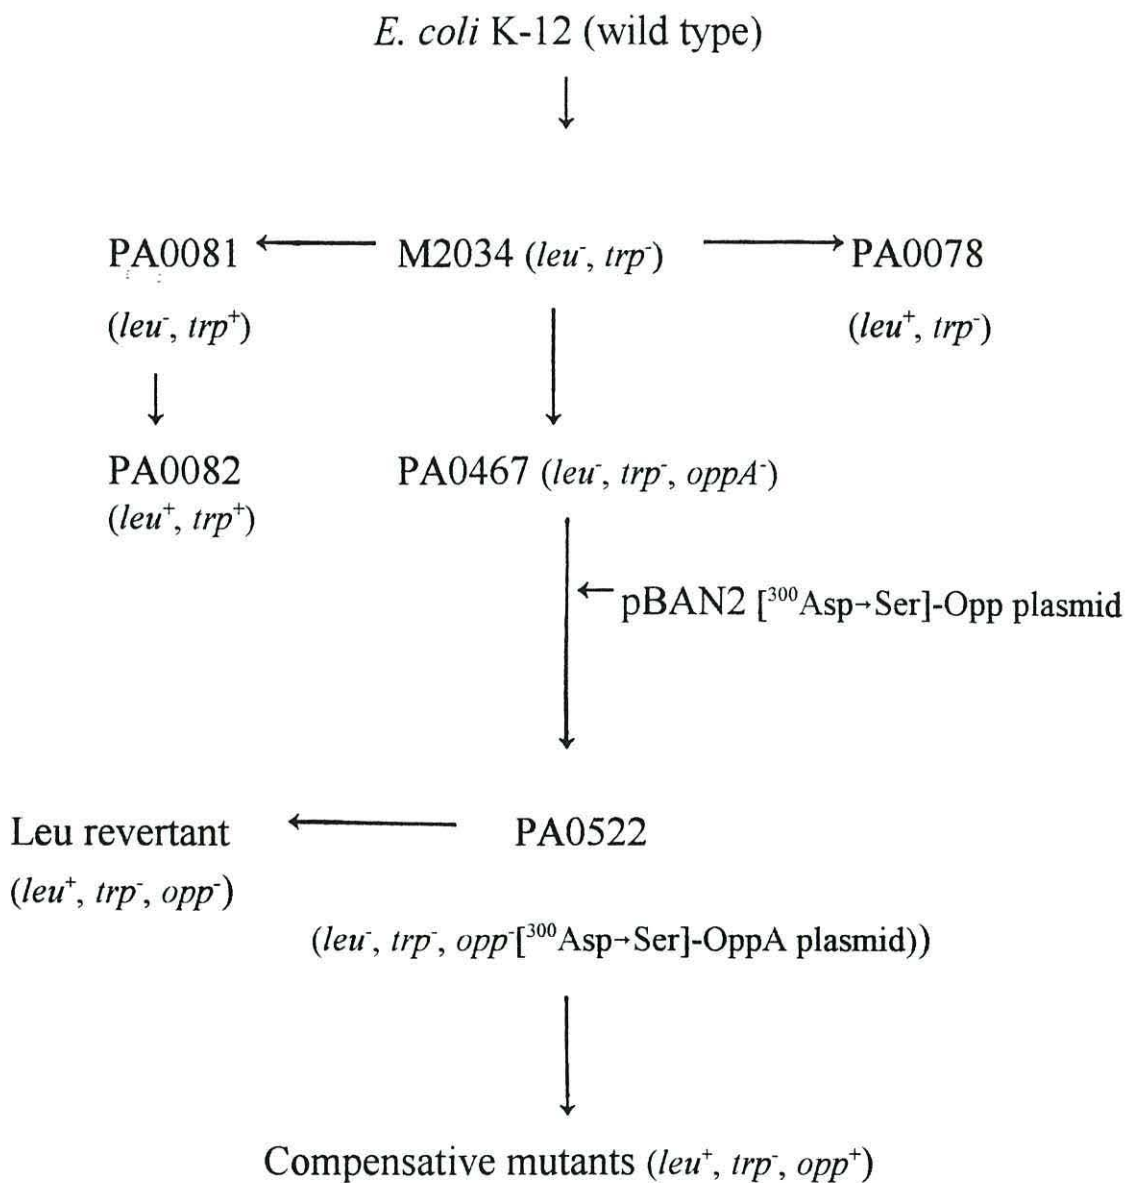 E. coli K-12 (wild type)
PA0081 M2034 (leu⁻, trp⁻) PA0078
(leu⁻, trp⁺) (leu⁺, trp⁻)
PA0082 PA0467 (leu⁻, trp⁻, oppA⁻)
(leu⁺, trp⁺)
pBAN2 [³⁰⁰Asp→Ser]-Opp plasmid
Leu revertant PA0522
(leu⁺, trp⁻, opp⁻)
(leu⁻, trp⁻, opp⁻[³⁰⁰Asp→Ser]-OppA plasmid))
Compensative mutants (leu⁺, trp⁻, opp⁺)